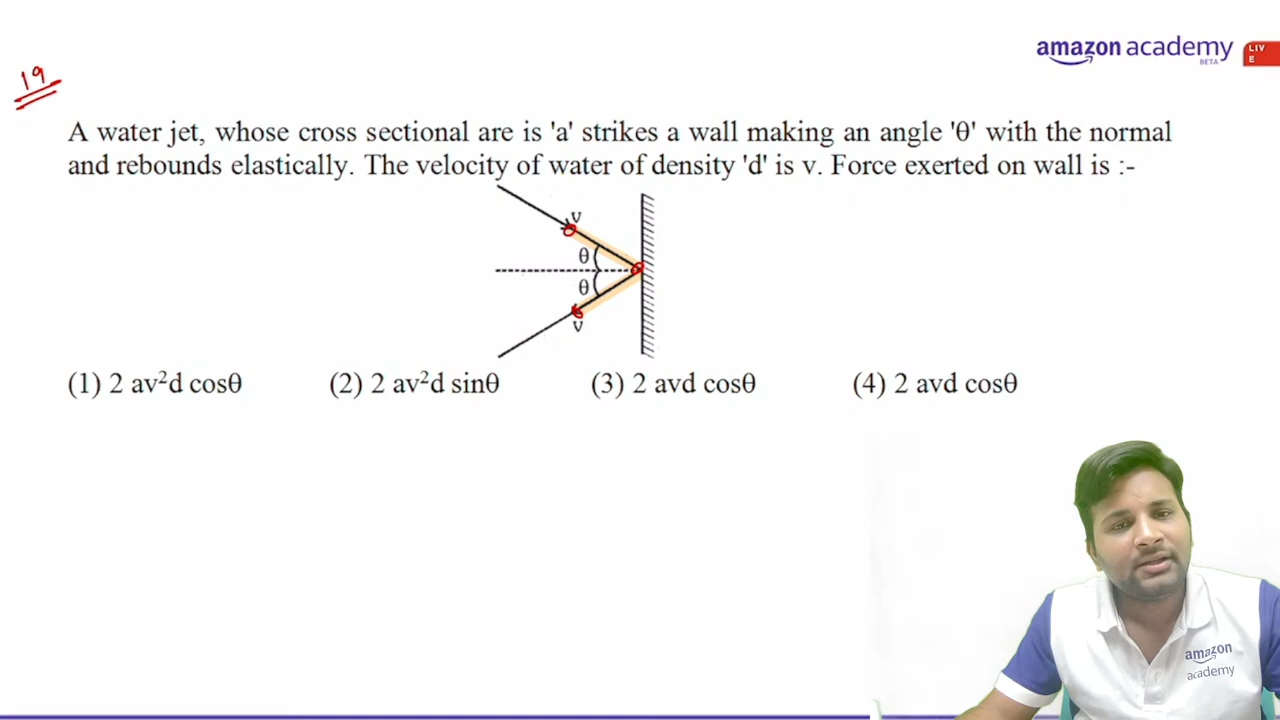 amazon academy
BETA
LIV
E
19
A water jet, whose cross sectional are is 'a' strikes a wall making an angle 'θ' with the normal
and rebounds elastically. The velocity of water of density 'd' is v. Force exerted on wall is :-
v
θ
θ
v
(1) 2 av²d cosθ (2) 2 av²d sinθ (3) 2 avd cosθ (4) 2 avd cosθ
amazon
academy